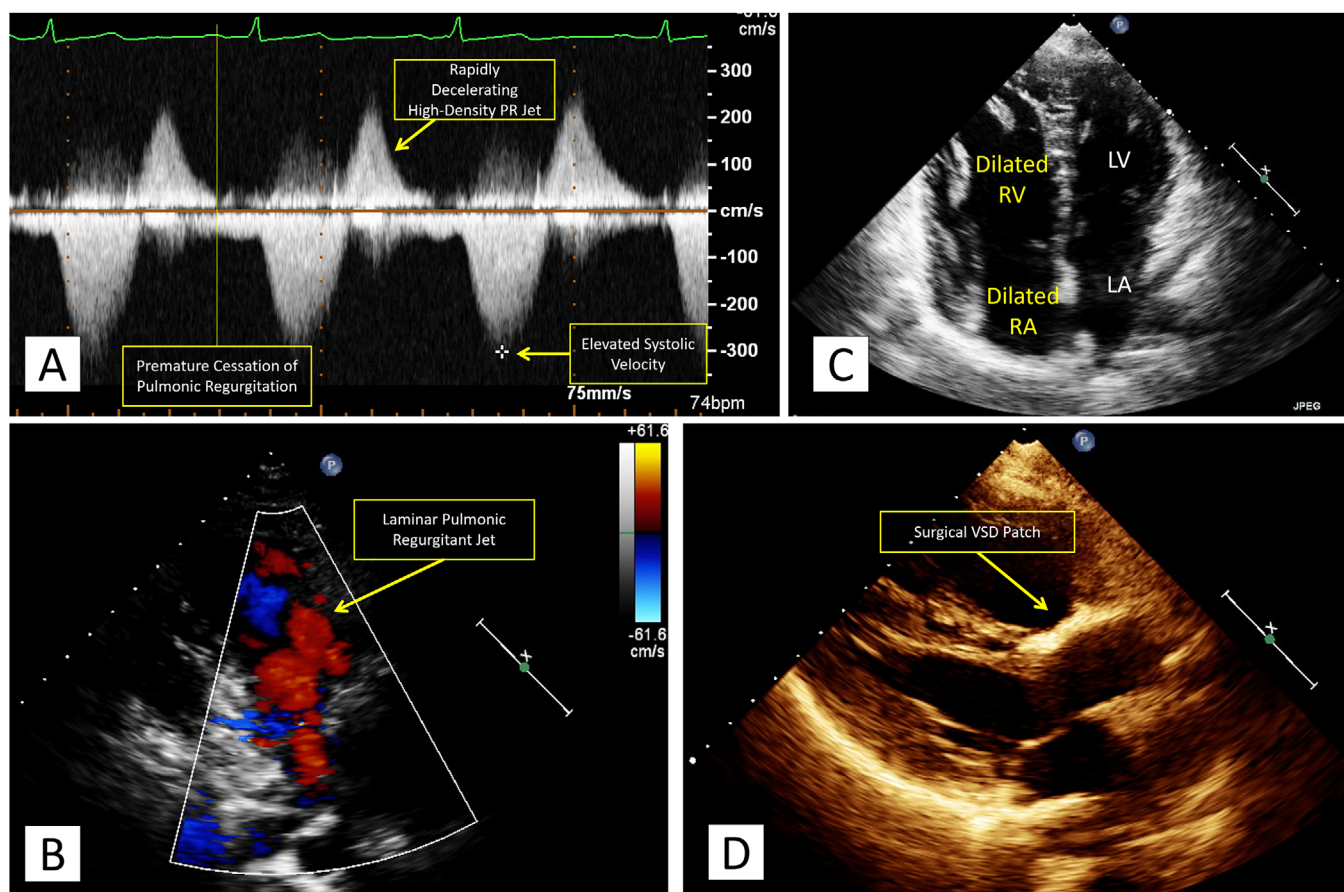 -61.6
cm/s
300
200
100
cm/s
-100
-200
-300
Rapidly
Decelerating
High-Density PR Jet
Premature Cessation of
Pulmonic Regurgitation
Elevated Systolic
Velocity
75mm/s
74bpm
A
P
Dilated
RV
LV
Dilated
RA
LA
X
C
JPEG
+61.6
-61.6
cm/s
P
Laminar Pulmonic
Regurgitant Jet
X
B
P
Surgical VSD Patch
X
D